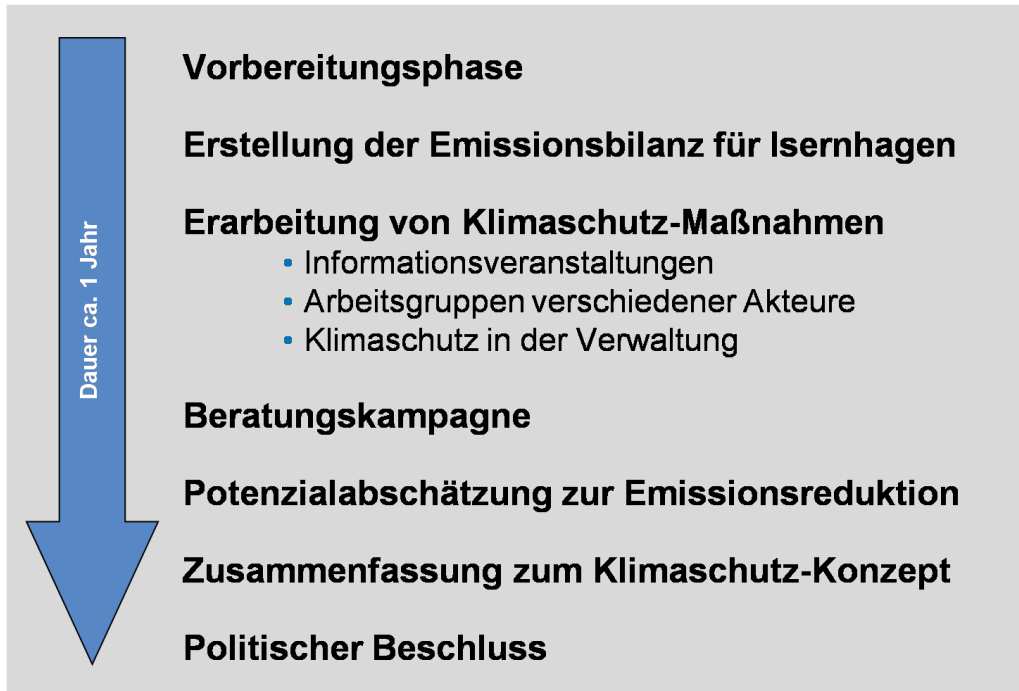 Dauer ca. 1 Jahr
Vorbereitungsphase
Erstellung der Emissionsbilanz für Isernhagen
Erarbeitung von Klimaschutz-Maßnahmen
• Informationsveranstaltungen
• Arbeitsgruppen verschiedener Akteure
• Klimaschutz in der Verwaltung
Beratungskampagne
Potenzialabschätzung zur Emissionsreduktion
Zusammenfassung zum Klimaschutz-Konzept
Politischer Beschluss